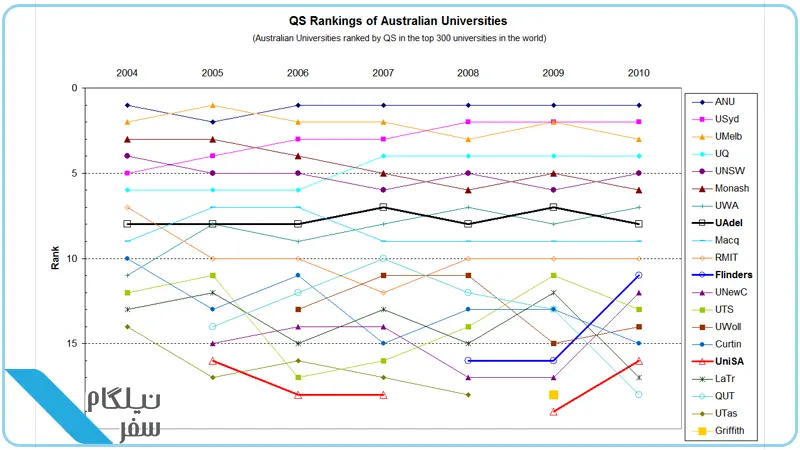 QS Rankings of Australian Universities
(Australian Universities ranked by QS in the top 300 universities in the world)
2004 2005 2006 2007 2008 2009 2010
0
5
10
15
Rank
ANU
USyd
UMelb
UQ
UNSW
Monash
UWA
UAdel
Macq
RMIT
Flinders
UNewC
UTS
UWoll
Curtin
UniSA
LaTr
QUT
UTas
Griffith
نیلگام
سفر